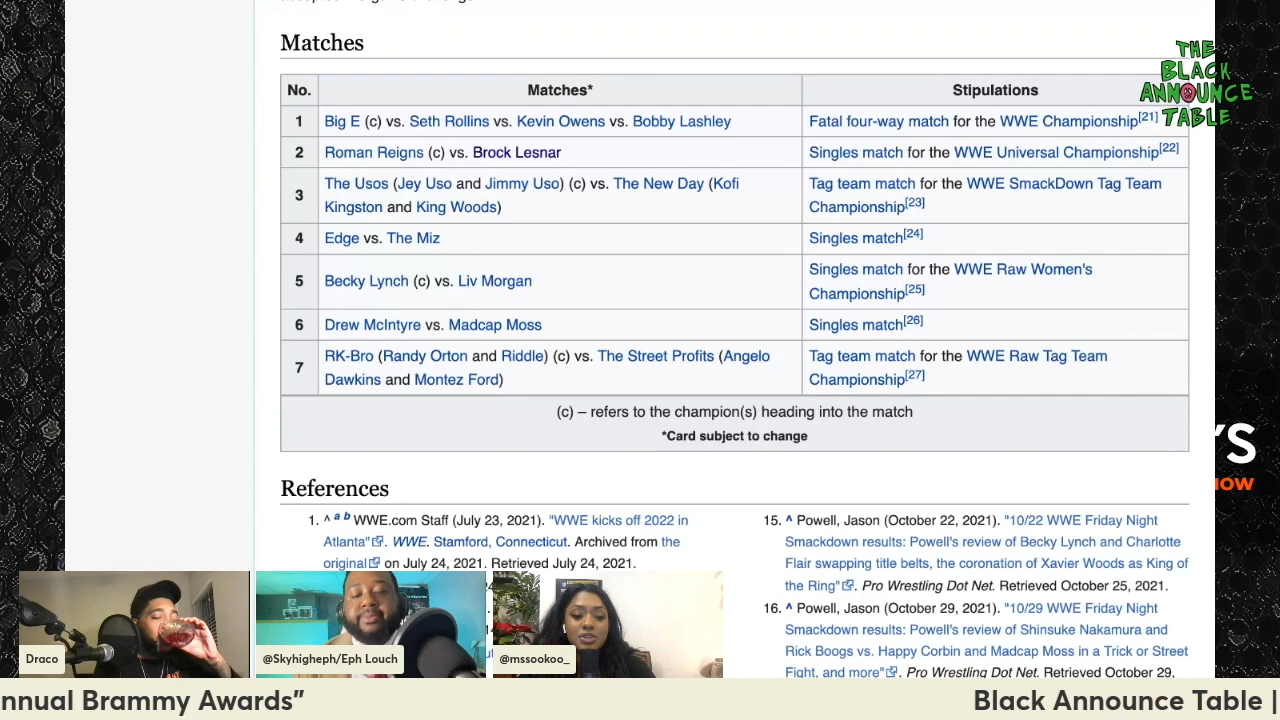 Matches
THE
BLACK
ANNOUNCE
TABLE
No. Matches* Stipulations
1 Big E (c) vs. Seth Rollins vs. Kevin Owens vs. Bobby Lashley Fatal four-way match for the WWE Championship[21]
2 Roman Reigns (c) vs. Brock Lesnar Singles match for the WWE Universal Championship[22]
3 The Usos (Jey Uso and Jimmy Uso) (c) vs. The New Day (Kofi
Kingston and King Woods)
Tag team match for the WWE SmackDown Tag Team
Championship[23]
4 Edge vs. The Miz Singles match[24]
5 Becky Lynch (c) vs. Liv Morgan
Singles match for the WWE Raw Women's
Championship[25]
6 Drew McIntyre vs. Madcap Moss Singles match[26]
7 RK-Bro (Randy Orton and Riddle) (c) vs. The Street Profits (Angelo
Dawkins and Montez Ford)
Tag team match for the WWE Raw Tag Team
Championship[27]
(c) – refers to the champion(s) heading into the match
*Card subject to change
'S
OW
References
1. ^ a b WWE.com Staff (July 23, 2021). "WWE kicks off 2022 in
Atlanta". WWE. Stamford, Connecticut. Archived from the
original on July 24, 2021. Retrieved July 24, 2021.
15. ^ Powell, Jason (October 22, 2021). "10/22 WWE Friday Night
Smackdown results: Powell's review of Becky Lynch and Charlotte
Flair swapping title belts, the coronation of Xavier Woods as King of
the Ring". Pro Wrestling Dot Net. Retrieved October 25, 2021.
16. ^ Powell, Jason (October 29, 2021). "10/29 WWE Friday Night
Smackdown results: Powell's review of Shinsuke Nakamura and
Rick Boogs vs. Happy Corbin and Madcap Moss in a Trick or Street
Fight, and more". Pro Wrestling Dot Net. Retrieved October 29,
Draco
@Skyhigheph/Eph Louch
@mssookoo_
nnual Brammy Awards"
Black Announce Table |